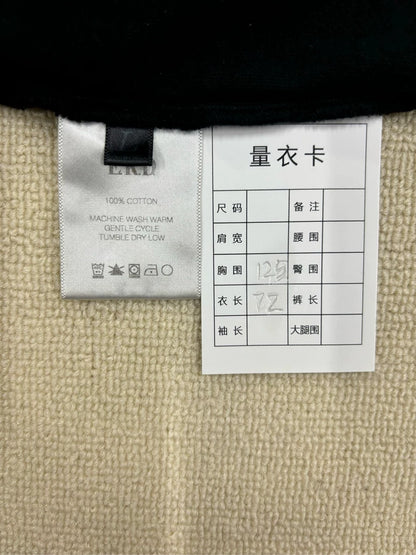 E.R.D
100% COTTON
MACHINE WASH WARM
GENTLE CYCLE
TUMBLE DRY LOW
量衣卡
尺码 备注
肩宽 腰围
胸围 125 臀围
衣长 72 裤长
袖长 大腿围